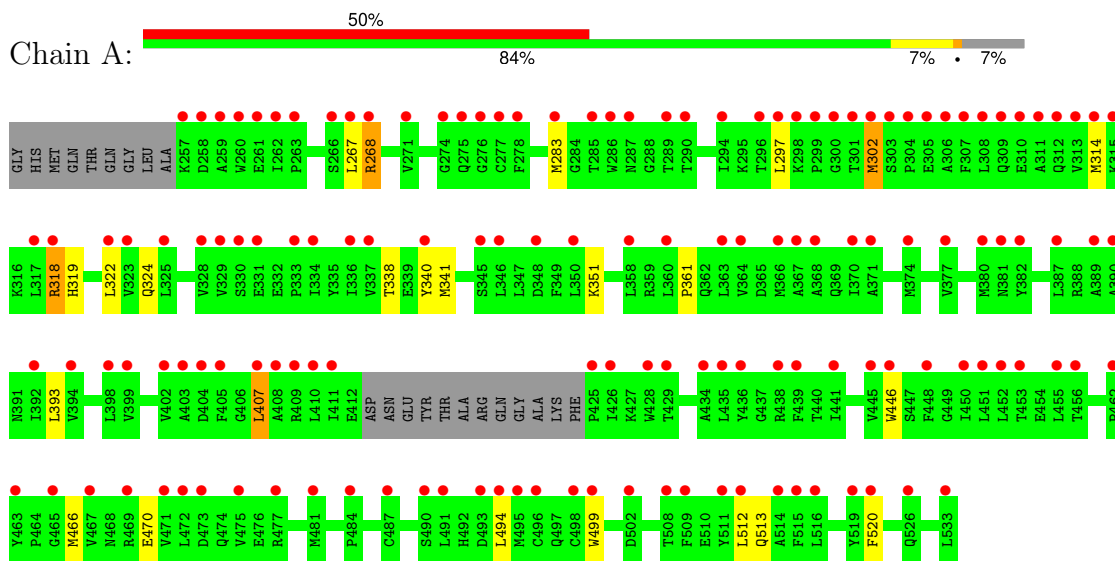 50%
Chain A:
84% 7% • 7%
GLY HIS MET GLN THR GLN GLY LEU ALA K257 D258 A259 W260 E261 I262 P263 S266 L267 R268 V271 G274 Q275 G276 C277 F278 M283 G284 T285 W286 N287 G288 T289 T290 I294 K295 T296 L297 K298 P299 G300 T301 M302 S303 P304 E305 A306 F307 L308 Q309 E310 A311 Q312 V313 M314 K315
K316 L317 R318 H319 L322 V323 Q324 L325 V328 V329 S330 E331 E332 P333 I334 Y335 I336 V337 T338 E339 Y340 M341 S345 L346 L347 D348 F349 L350 K351 L358 R359 L360 P361 Q362 L363 V364 D365 M366 A367 A368 Q369 I370 A371 M374 V377 M380 N381 Y382 L387 R388 A389 A390
N391 I392 L393 V394 L398 V399 V402 A403 D404 F405 G406 L407 A408 R409 L410 I411 E412 ASP ASN GLU TYR THR ALA ARG GLN GLY ALA LYS PHE P425 I426 K427 W428 T429 A434 L435 Y436 G437 R438 F439 T440 I441 V445 W446 S447 F448 G449 I450 L451 L452 T453 E454 L455 T456
Y463 P464 G465 M466 V467 N468 R469 E470 V471 L472 D473 Q474 V475 E476 R477 M481 P484 C487 S490 L491 H492 D493 L494 M495 C496 Q497 C498 W499 D502 T508 F509 E510 Y511 L512 Q513 A514 F515 L516 Y519 F520 Q526 L533